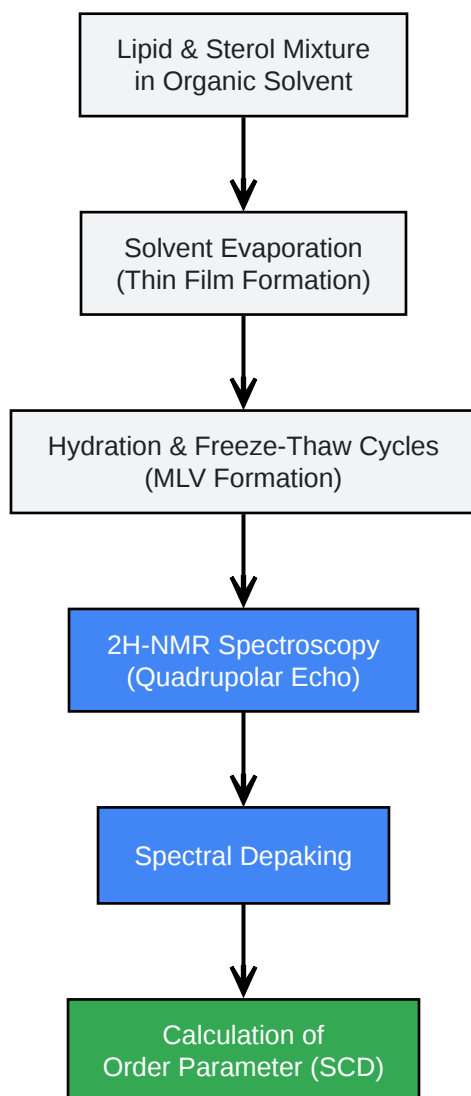 Lipid & Sterol Mixture
in Organic Solvent
Solvent Evaporation
(Thin Film Formation)
Hydration & Freeze-Thaw Cycles
(MLV Formation)
2H-NMR Spectroscopy
(Quadrupolar Echo)
Spectral Depaking
Calculation of
Order Parameter (SCD)